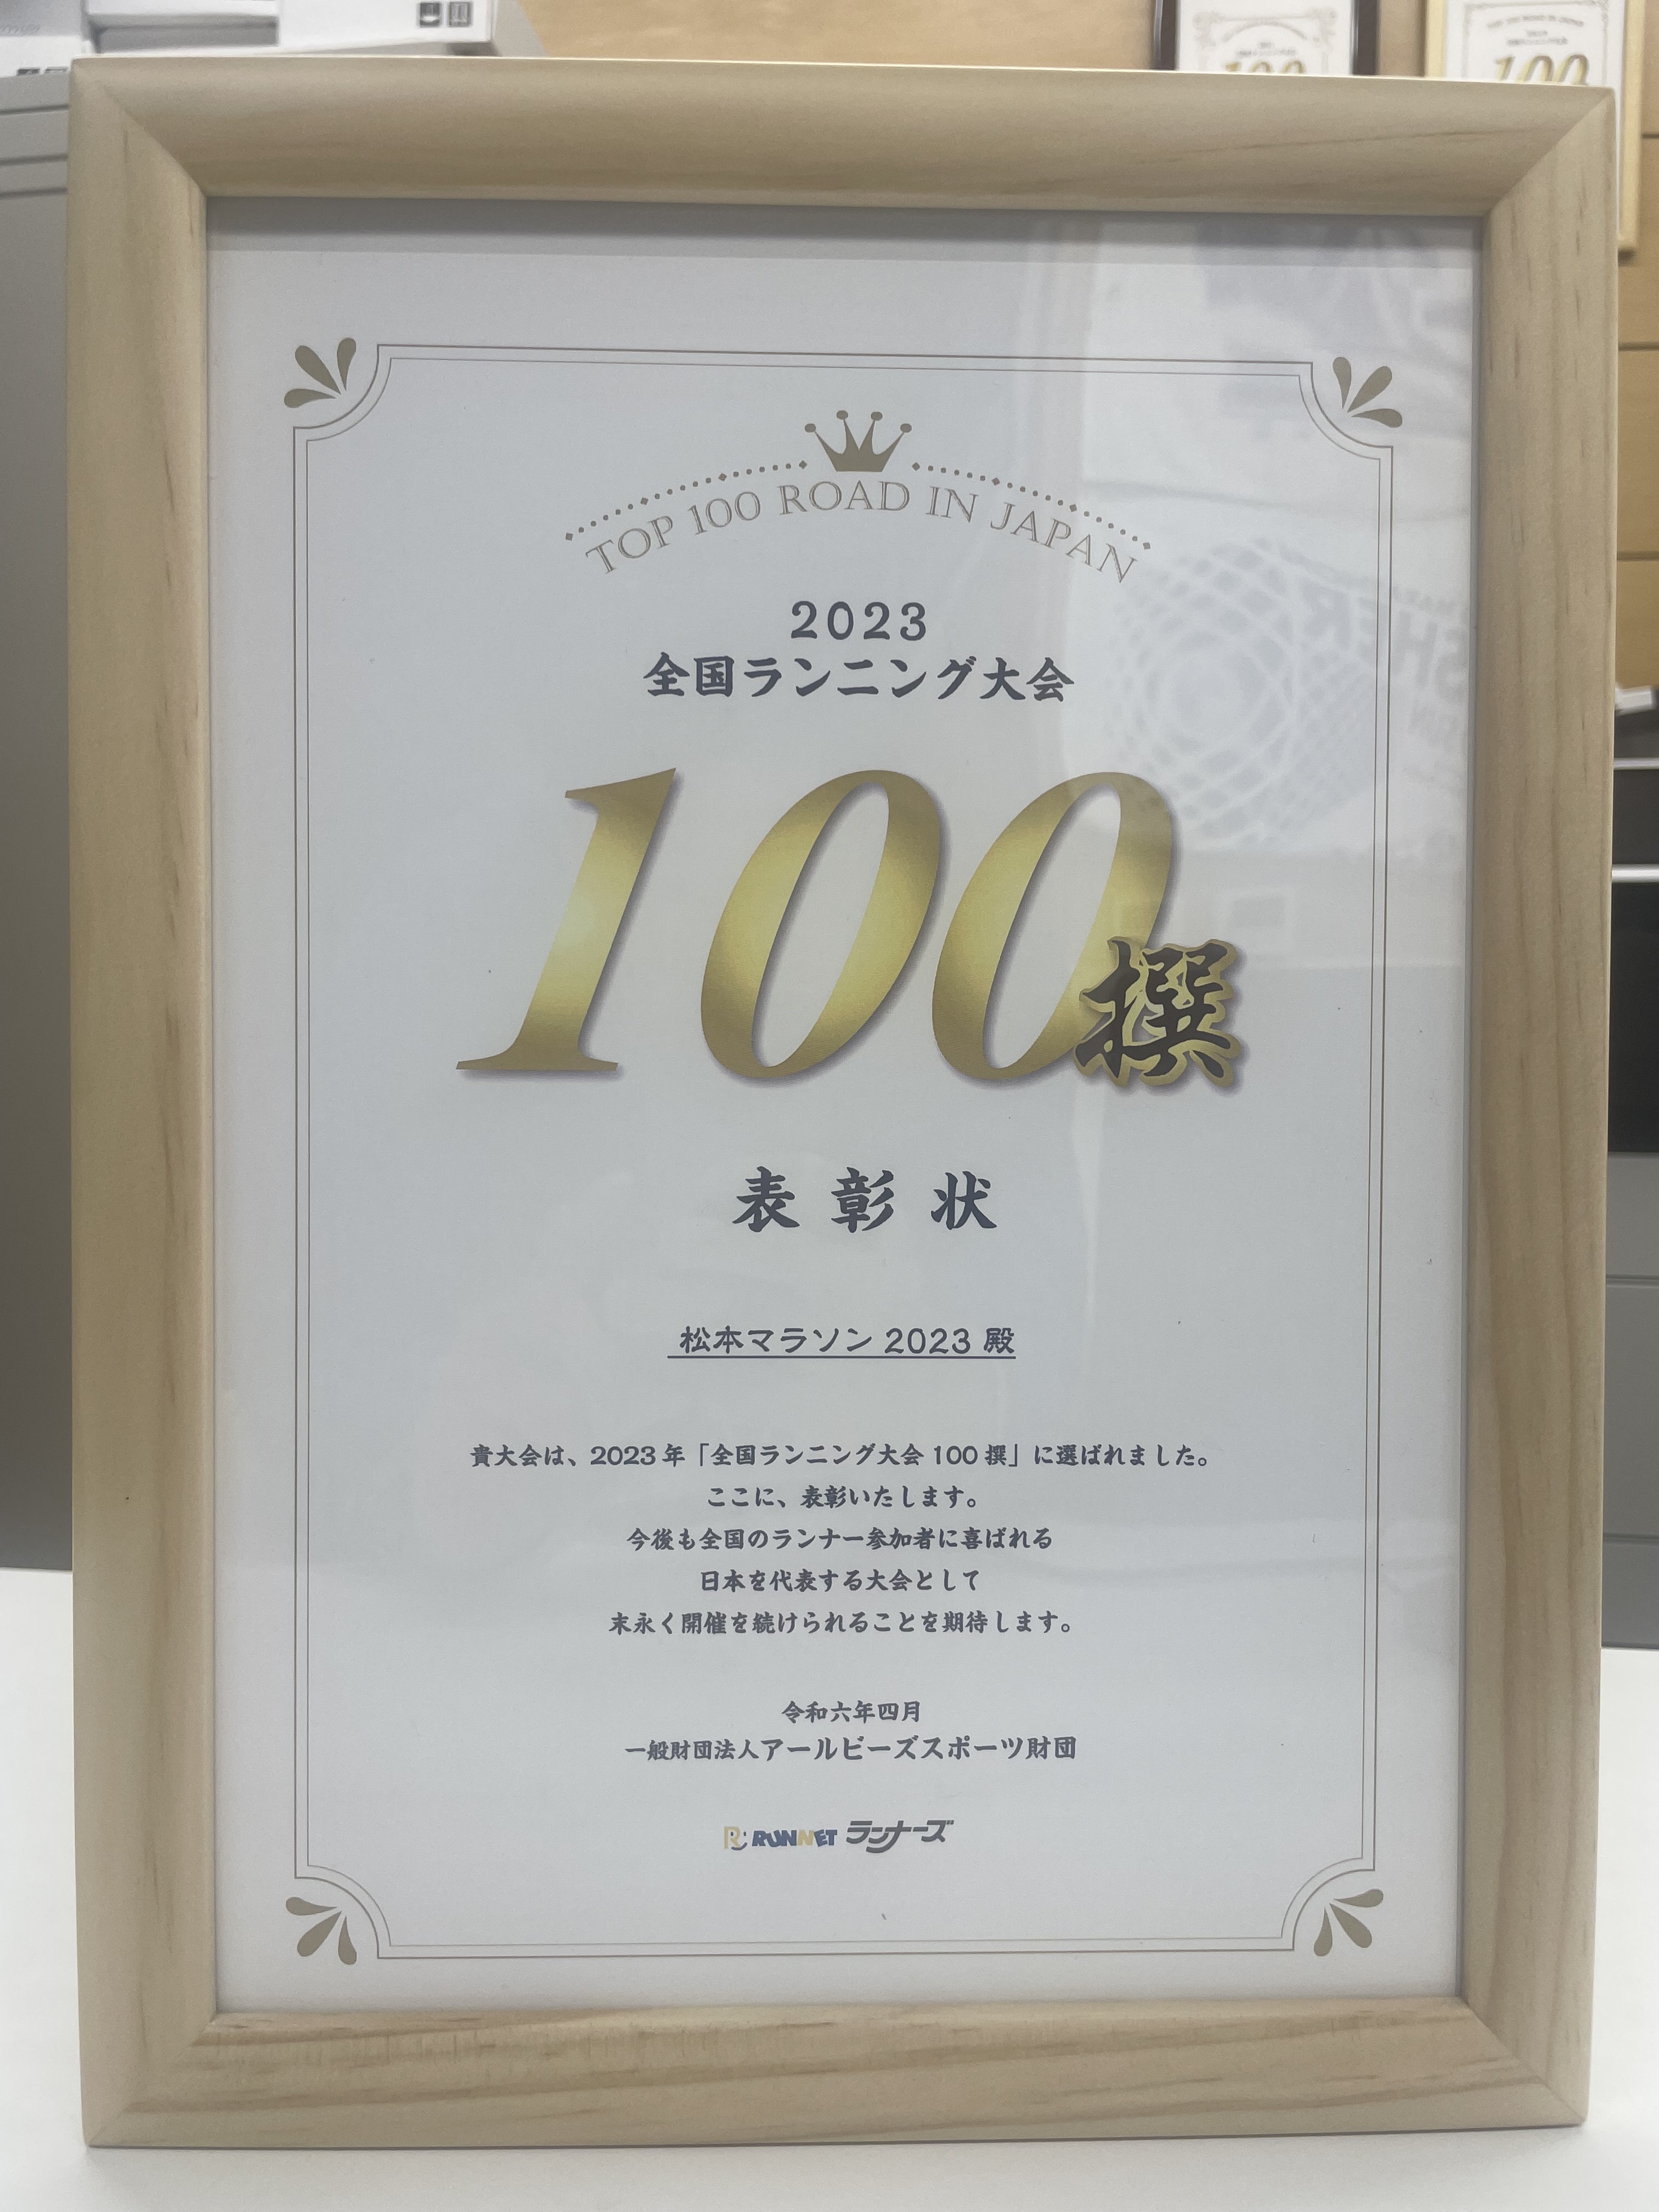 TOP 100 ROAD IN JAPAN
2023
全国ランニング大会
100撰
表彰状
松本マラソン 2023 殿
貴大会は、2023年「全国ランニング大会100撰」に選ばれました。
ここに、表彰いたします。
今後も全国のランナー参加者に喜ばれる
日本を代表する大会として
末永く開催を続けられることを期待します。
令和六年四月
一般財団法人アールビーズスポーツ財団
RUNNET ランナーズ
100
100